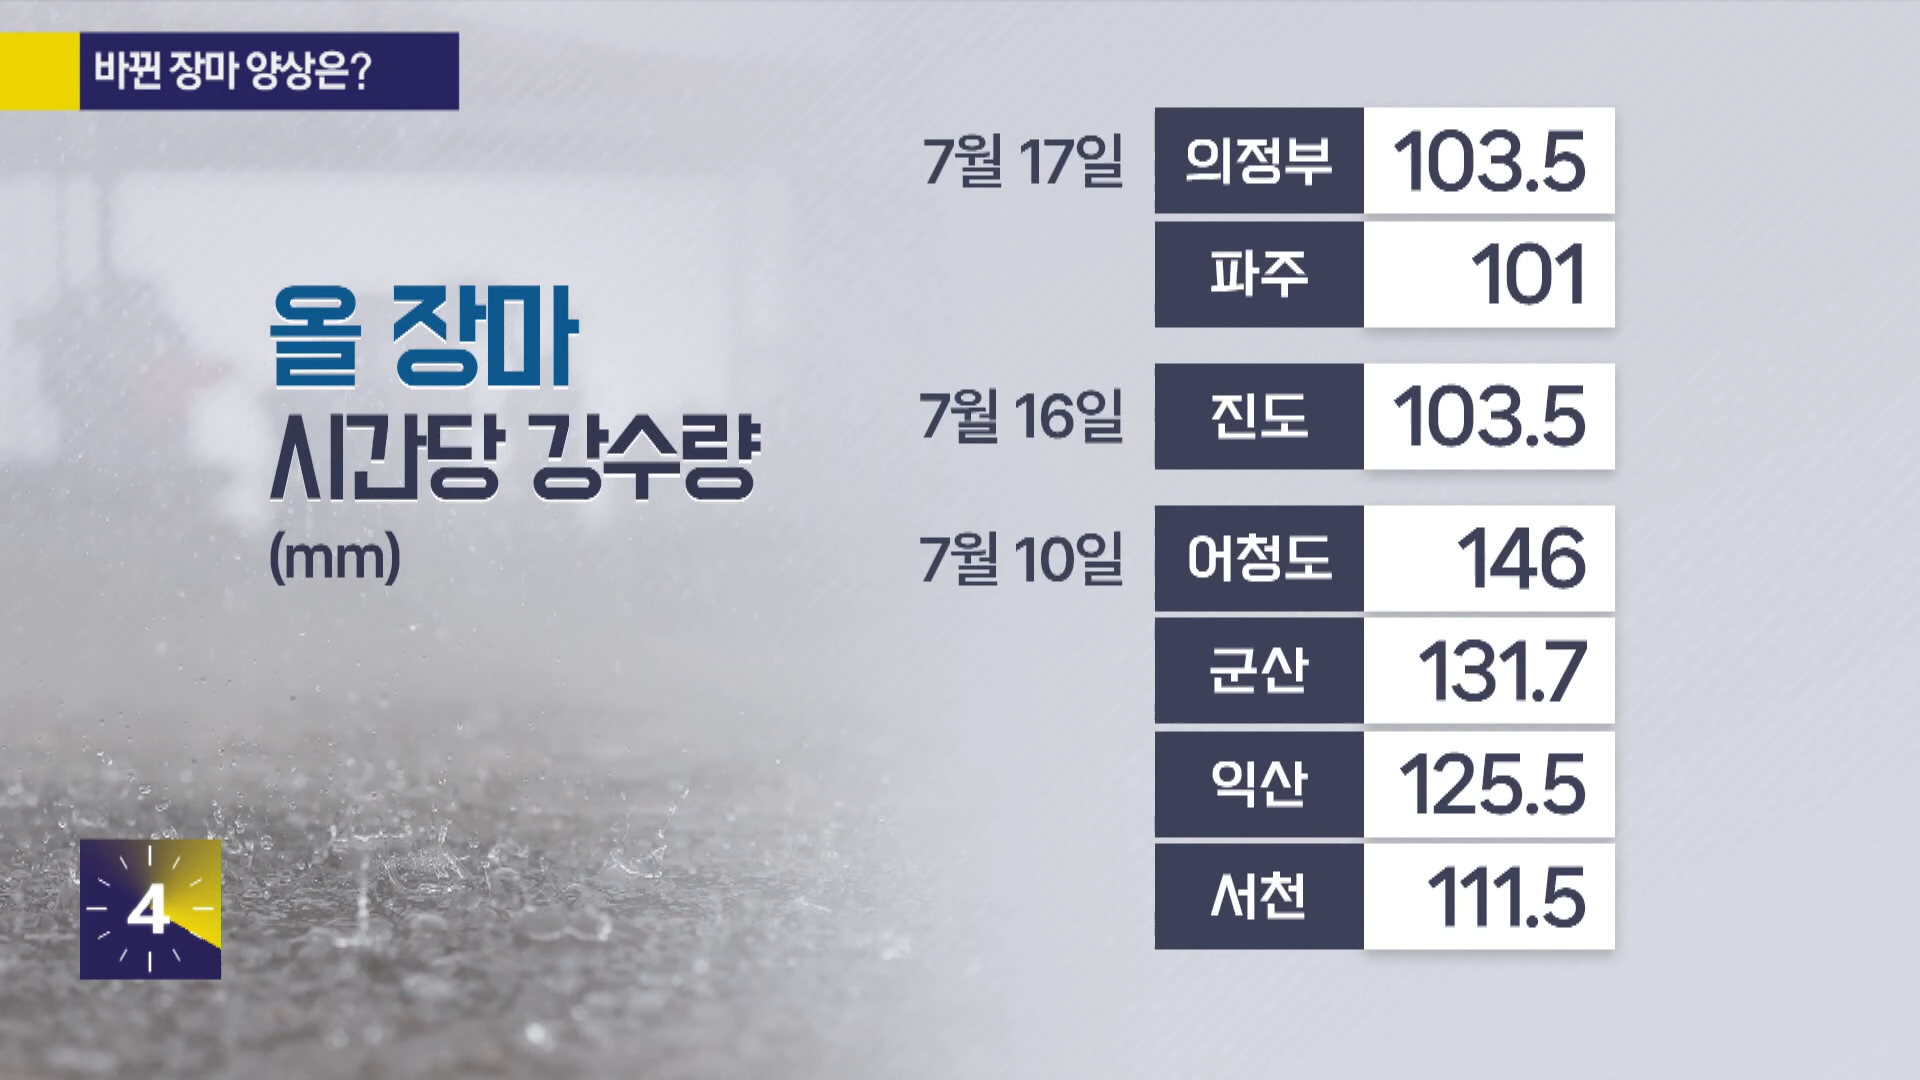 바뀐 장마 양상은?
올 장마
시간당 강수량
(mm)
7월 17일 의정부 103.5
파주 101
7월 16일 진도 103.5
7월 10일 어청도 146
군산 131.7
익산 125.5
서천 111.5
4